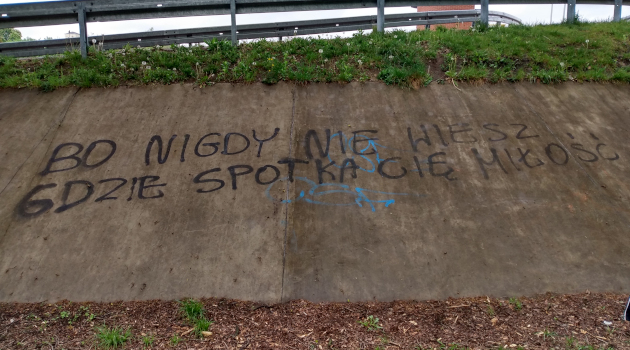 BO NIGDY NIE WIESZ
GDZIE SPOTKA CIĘ MIŁOŚĆ